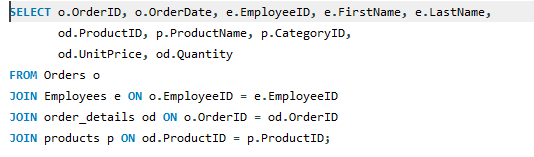 SELECT o.OrderID, o.OrderDate, e.EmployeeID, e.FirstName, e.LastName,
       od.ProductID, p.ProductName, p.CategoryID,
       od.UnitPrice, od.Quantity
FROM Orders o
JOIN Employees e ON o.EmployeeID = e.EmployeeID
JOIN order_details od ON o.OrderID = od.OrderID
JOIN products p ON od.ProductID = p.ProductID;